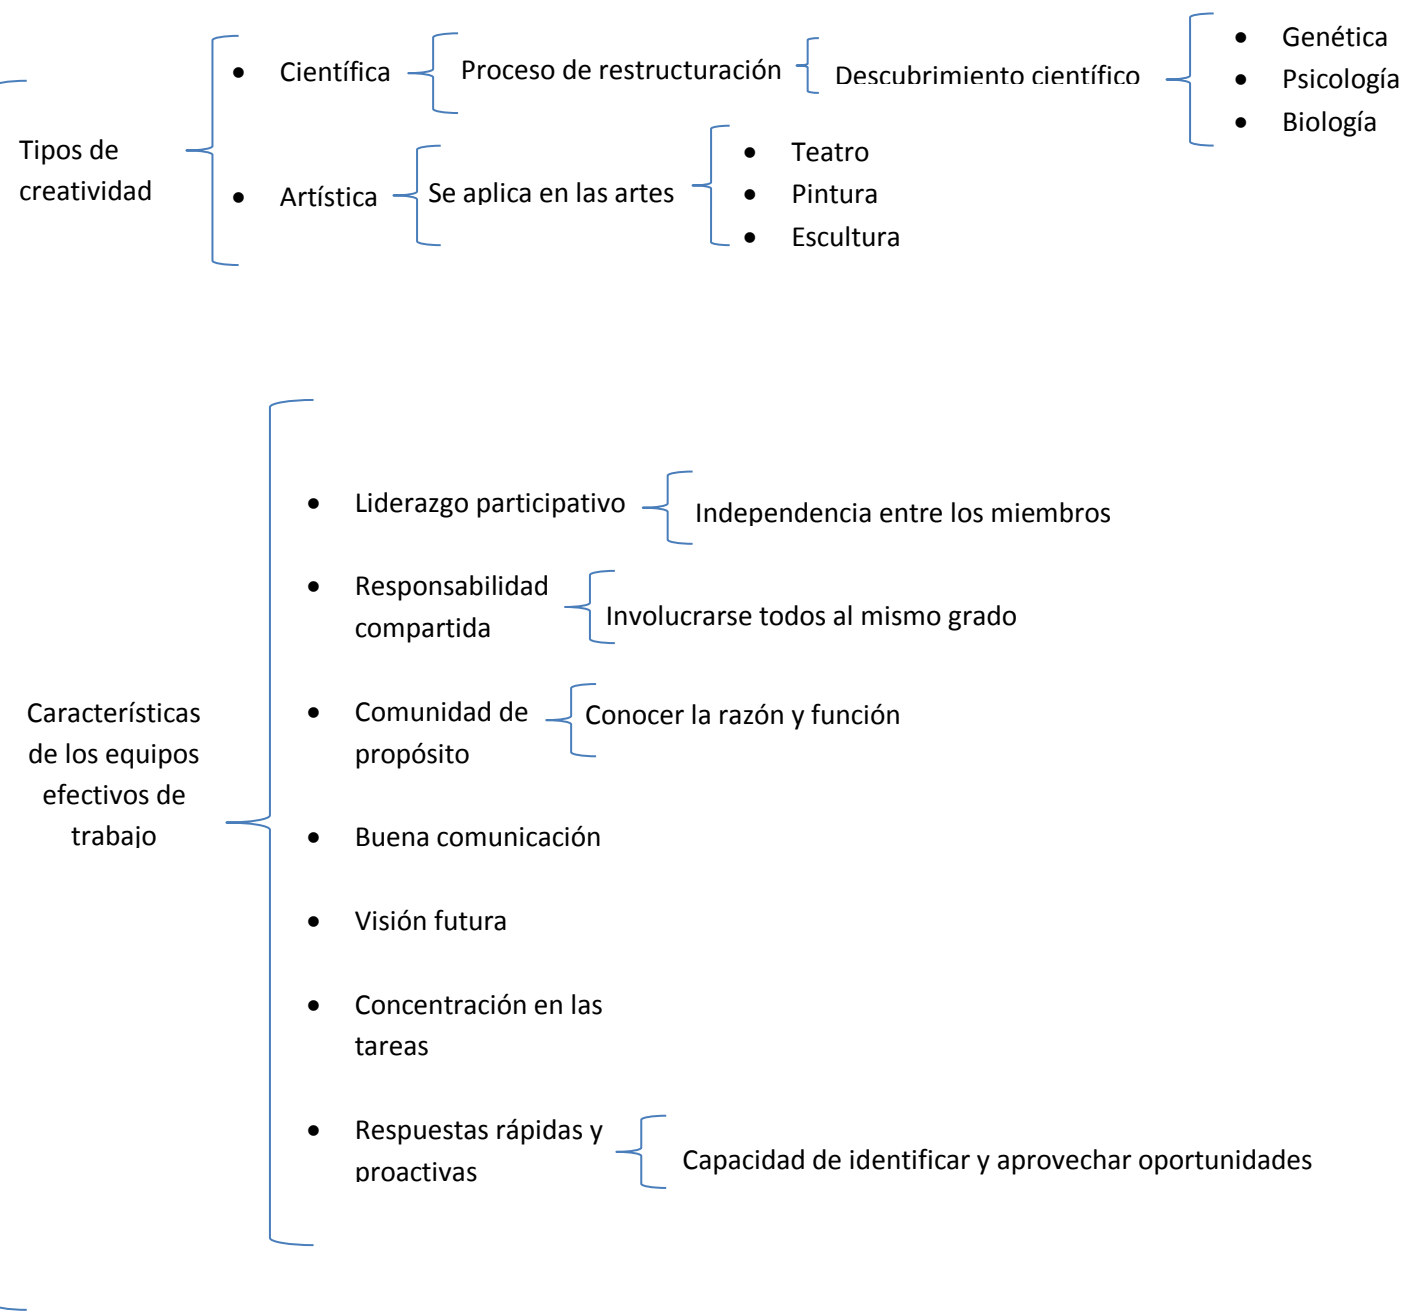 Tipos de
creatividad
• Científica
Proceso de restructuración
Descubrimiento científico
• Genética
• Psicología
• Biología
• Artística
Se aplica en las artes
• Teatro
• Pintura
• Escultura
Características
de los equipos
efectivos de
trabajo
• Liderazgo participativo
Independencia entre los miembros
• Responsabilidad
compartida
Involucrarse todos al mismo grado
• Comunidad de
propósito
Conocer la razón y función
• Buena comunicación
• Visión futura
• Concentración en las
tareas
• Respuestas rápidas y
proactivas
Capacidad de identificar y aprovechar oportunidades